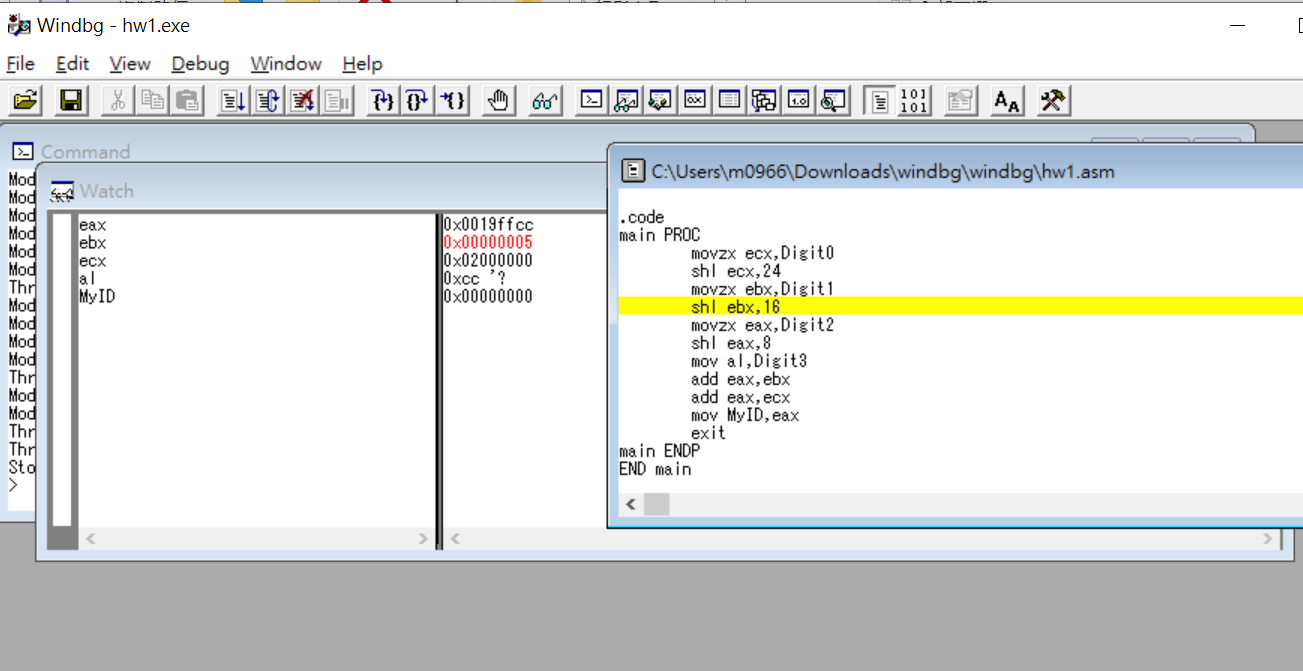 Windbg - hw1.exe
File Edit View Debug Window Help
Command
Mod
Mod
Mod
Mod
Mod
Mod
Thr
Mod
Mod
Mod
Mod
Thr
Mod
Mod
Thr
Thr
Sto
>
Watch
eax 0x0019ffcc
ebx 0x00000005
ecx 0x02000000
al 0xcc '?
MyID 0x00000000
C:\Users\m0966\Downloads\windbg\windbg\hw1.asm
.code
main PROC
movzx ecx,Digit0
shl ecx,24
movzx ebx,Digit1
shl ebx,16
movzx eax,Digit2
shl eax,8
mov al,Digit3
add eax,ebx
add eax,ecx
mov MyID,eax
exit
main ENDP
END main